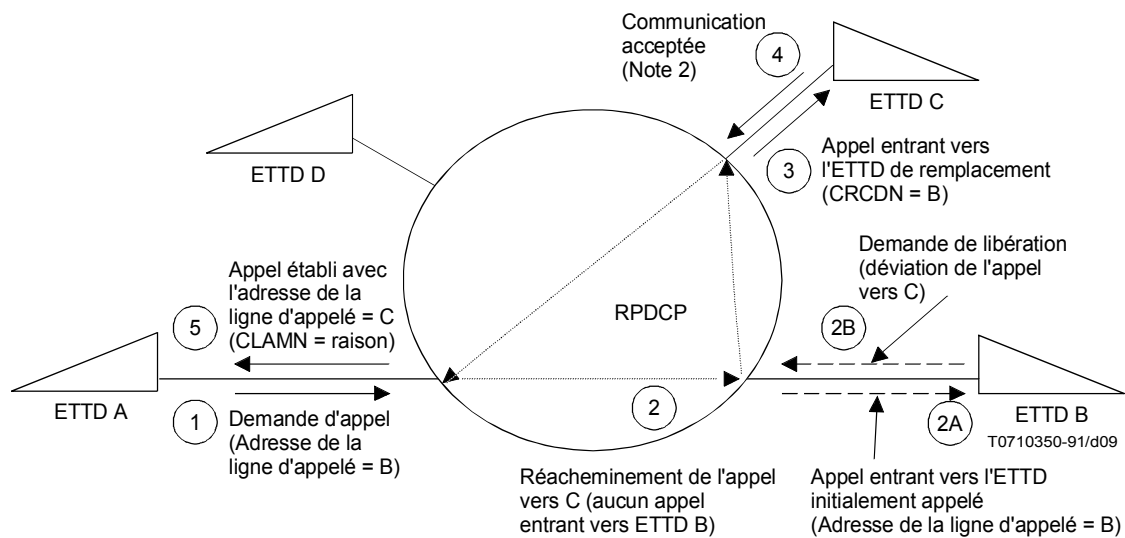 Communication
acceptée
(Note 2)
4
ETTD C
ETTD D
3
Appel entrant vers
l'ETTD de remplacement
(CRCDN = B)
Appel établi avec
l'adresse de la
ligne d'appelé = C
(CLAMN = raison)
5
Demande de libération
(déviation de l'appel
vers C)
RPDCP
2B
ETTD A
1
Demande d'appel
(Adresse de la
ligne d'appelé = B)
2
2A
ETTD B
T0710350-91/d09
Réacheminement de l'appel
vers C (aucun appel
entrant vers ETTD B)
Appel entrant vers l'ETTD
initialement appelé
(Adresse de la ligne d'appelé = B)